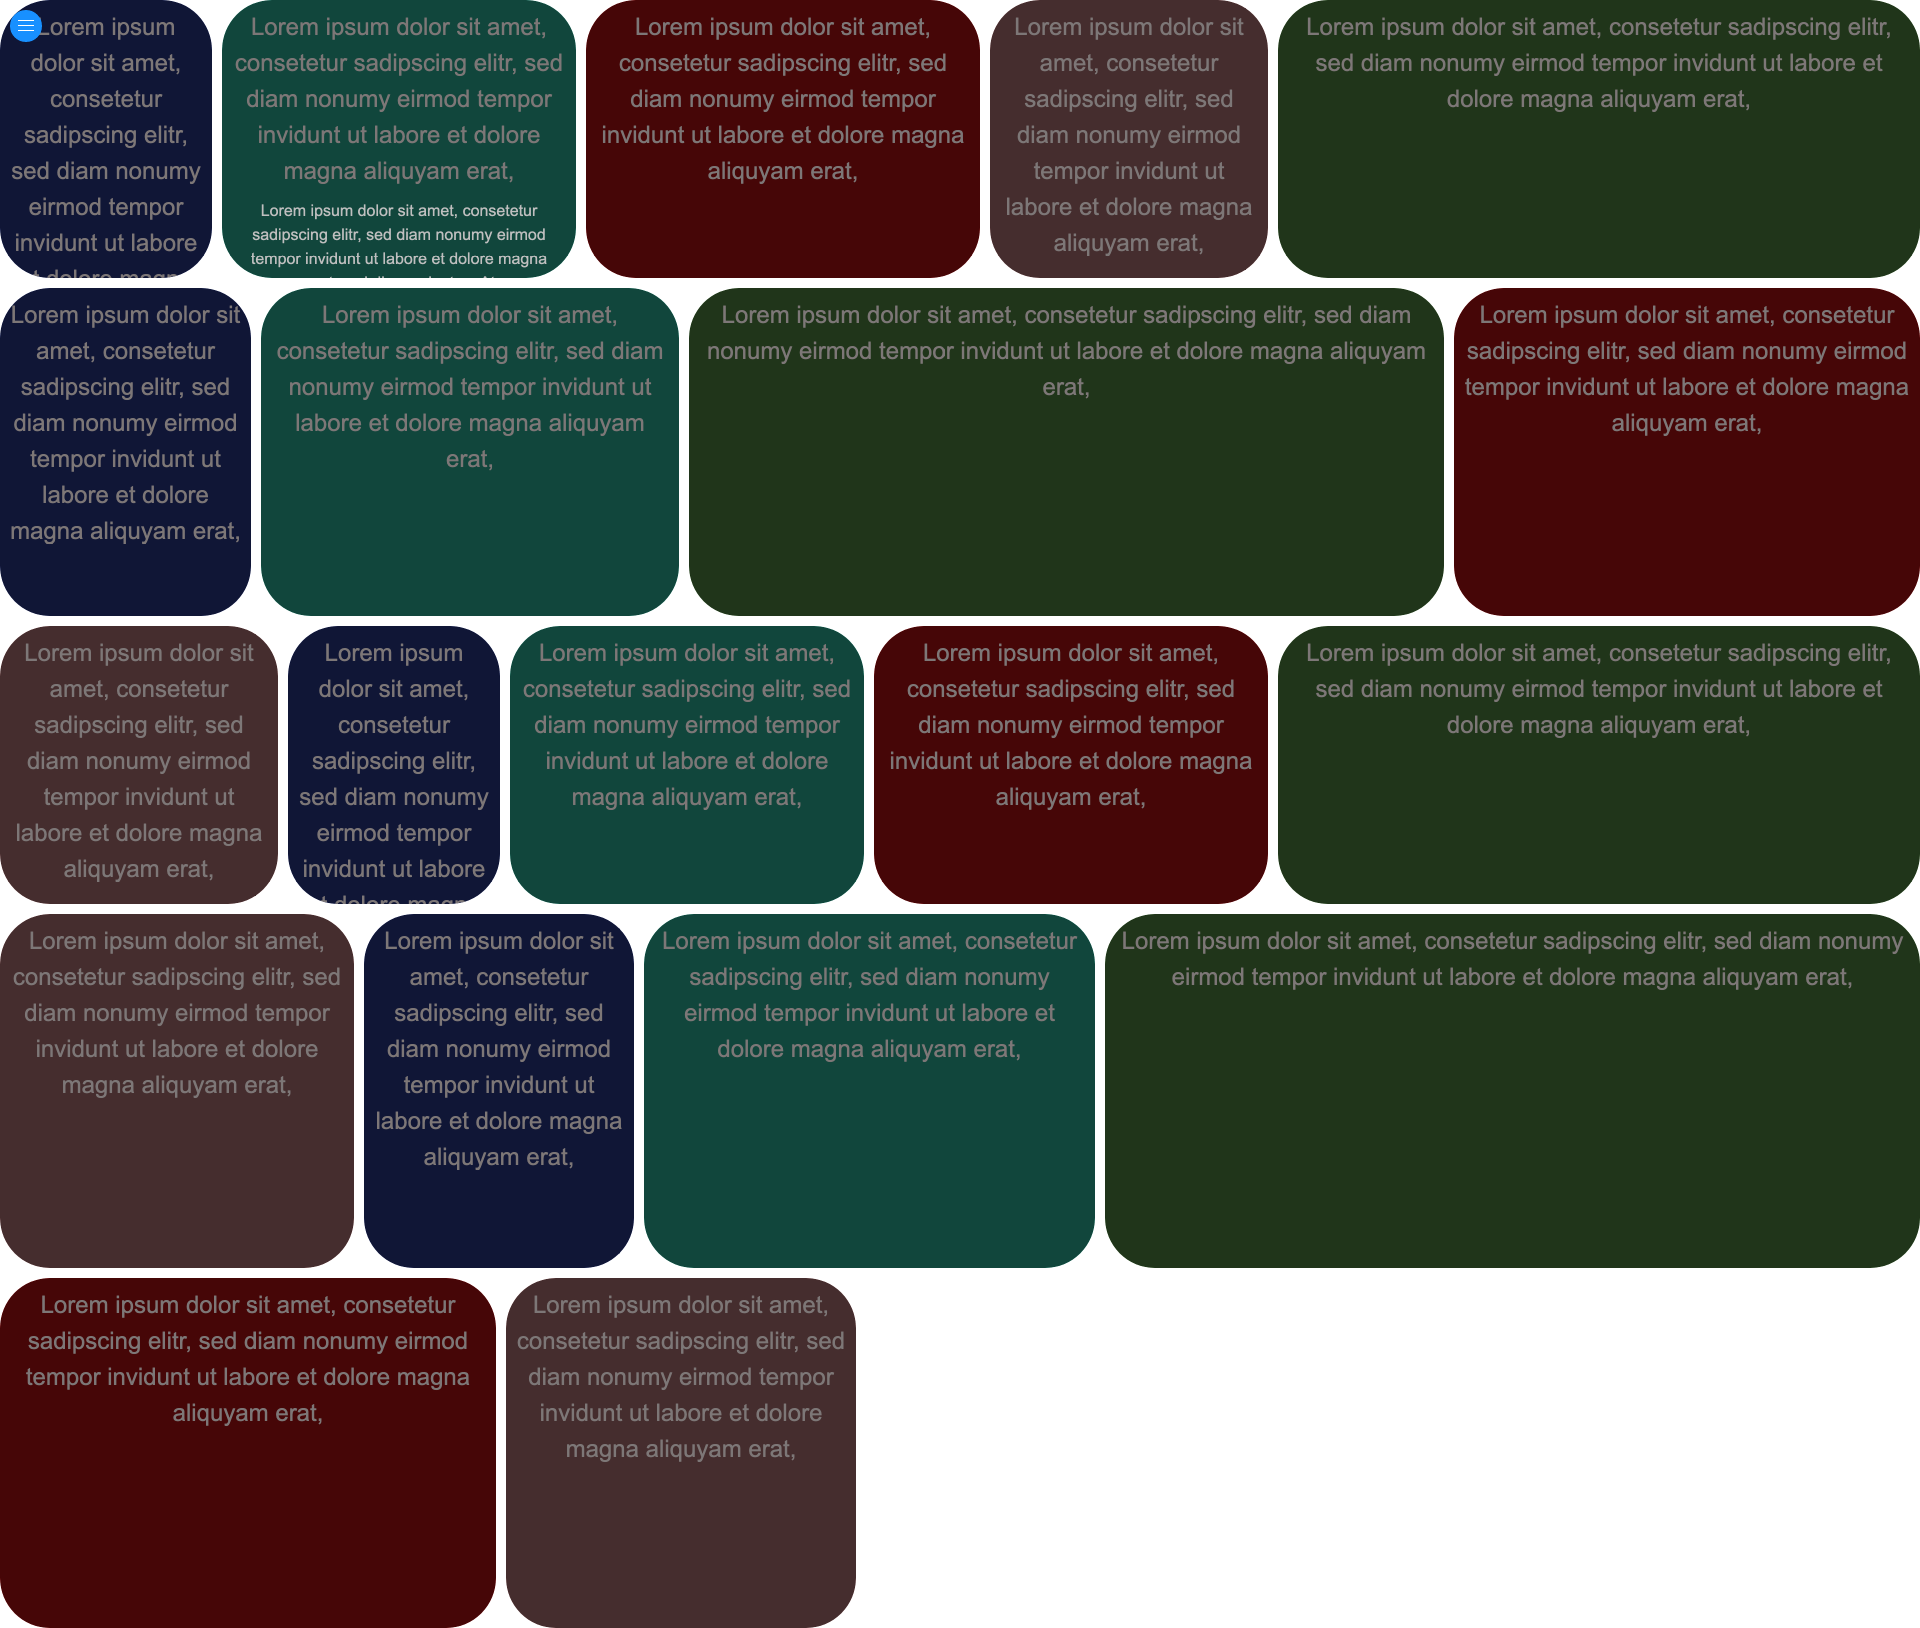 Lorem ipsum
dolor sit amet,
consetetur
sadipscing elitr,
sed diam nonumy
eirmod tempor
invidunt ut labore
dolore
Lorem ipsum dolor sit amet,
consetetur sadipscing elitr, sed
diam nonumy eirmod tempor
invidunt ut labore et dolore
magna aliquyam erat,
Lorem ipsum dolor sit amet, consetetur
sadipscing elitr, sed diam nonumy eirmod
tempor invidunt ut labore et dolore magna
Lorem ipsum dolor sit amet,
consetetur sadipscing elitr, sed
diam nonumy eirmod tempor
invidunt ut labore et dolore magna
aliquyam erat,
Lorem ipsum dolor sit
amet, consetetur
sadipscing elitr, sed
diam nonumy eirmod
tempor invidunt ut
labore et dolore magna
aliquyam erat,
Lorem ipsum dolor sit amet, consetetur sadipscing elitr,
sed diam nonumy eirmod tempor invidunt ut labore et
dolore magna aliquyam erat,
Lorem ipsum dolor sit
amet, consetetur
sadipscing elitr, sed
diam nonumy eirmod
tempor invidunt ut
labore et dolore
magna aliquyam erat,
Lorem ipsum dolor sit amet,
consetetur sadipscing elitr, sed diam
nonumy eirmod tempor invidunt ut
labore et dolore magna aliquyam
erat,
Lorem ipsum dolor sit amet, consetetur sadipscing elitr, sed diam
nonumy eirmod tempor invidunt ut labore et dolore magna aliquyam
erat,
Lorem ipsum dolor sit amet, consetetur
sadipscing elitr, sed diam nonumy eirmod
tempor invidunt ut labore et dolore magna
aliquyam erat,
Lorem ipsum dolor sit
amet, consetetur
sadipscing elitr, sed
diam nonumy eirmod
tempor invidunt ut
labore et dolore magna
aliquyam erat,
Lorem ipsum
dolor sit amet,
consetetur
sadipscing elitr,
sed diam nonumy
eirmod tempor
invidunt ut labore
dolore
Lorem ipsum dolor sit amet,
consetetur sadipscing elitr, sed
diam nonumy eirmod tempor
invidunt ut labore et dolore
magna aliquyam erat,
Lorem ipsum dolor sit amet,
consetetur sadipscing elitr, sed
diam nonumy eirmod tempor
invidunt ut labore et dolore magna
aliquyam erat,
Lorem ipsum dolor sit amet, consetetur sadipscing elitr,
sed diam nonumy eirmod tempor invidunt ut labore et
dolore magna aliquyam erat,
Lorem ipsum dolor sit amet,
consetetur sadipscing elitr, sed
diam nonumy eirmod tempor
invidunt ut labore et dolore
magna aliquyam erat,
Lorem ipsum dolor sit
amet, consetetur
sadipscing elitr, sed
diam nonumy eirmod
tempor invidunt ut
labore et dolore magna
aliquyam erat,
Lorem ipsum dolor sit amet, consetetur
sadipscing elitr, sed diam nonumy
eirmod tempor invidunt ut labore et
dolore magna aliquyam erat,
Lorem ipsum dolor sit amet, consetetur sadipscing elitr, sed diam nonumy
eirmod tempor invidunt ut labore et dolore magna aliquyam erat,
Lorem ipsum dolor sit amet, consetetur
sadipscing elitr, sed diam nonumy eirmod
tempor invidunt ut labore et dolore magna
aliquyam erat,
Lorem ipsum dolor sit amet,
consetetur sadipscing elitr, sed
diam nonumy eirmod tempor
invidunt ut labore et dolore
magna aliquyam erat,